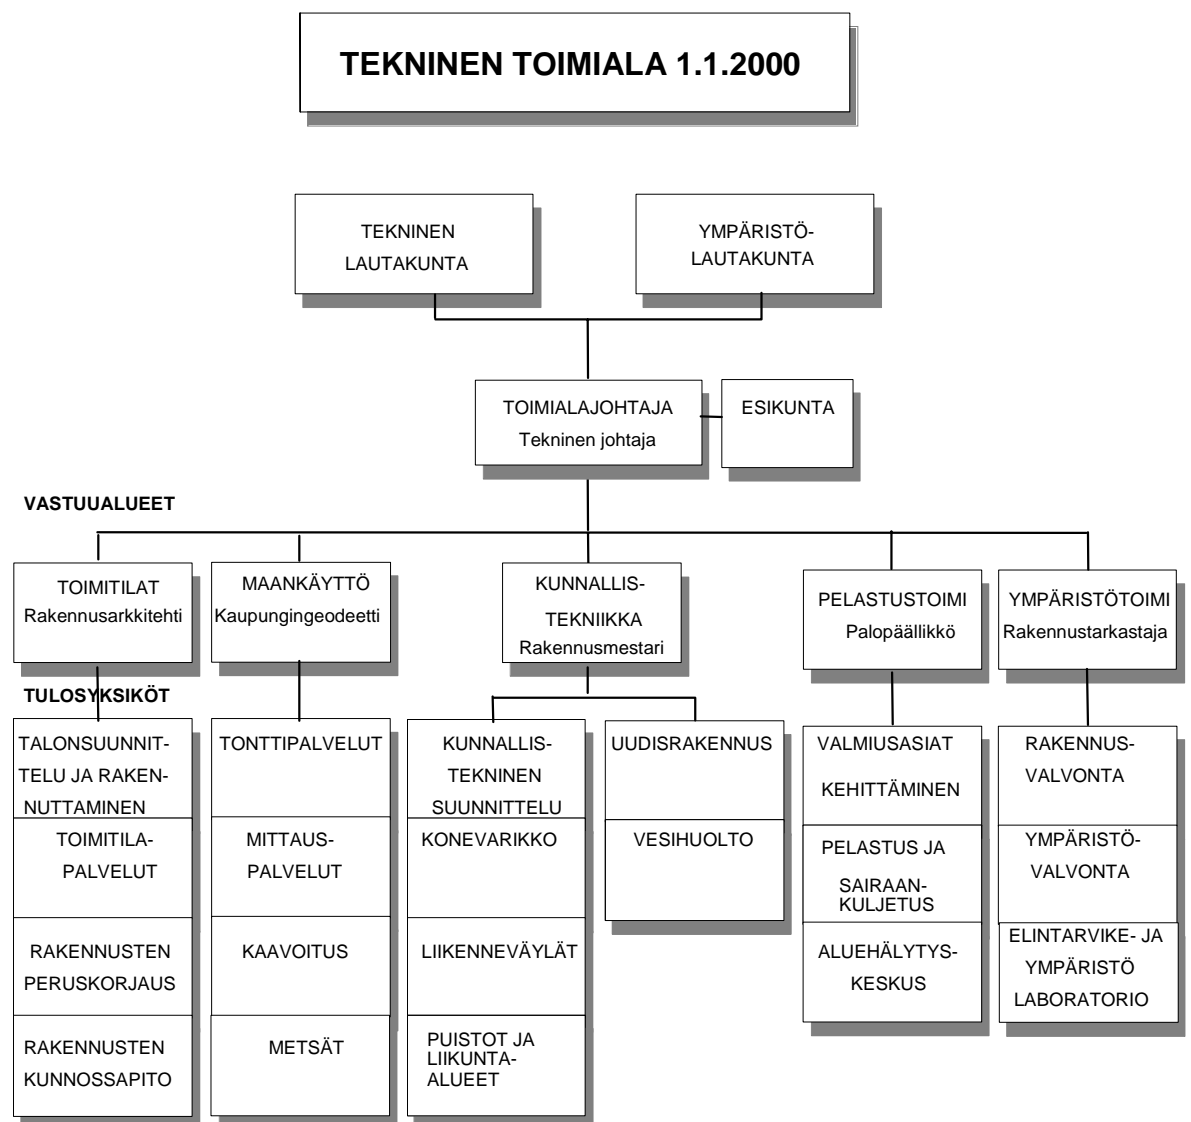 TEKNINEN TOIMIALA 1.1.2000
TEKNINEN
LAUTAKUNTA
YMPÄRISTÖ-
LAUTAKUNTA
TOIMIALAJOHTAJA
Tekninen johtaja
ESIKUNTA
VASTUUALUEET
TOIMITILAT
Rakennusarkkitehti
MAANKÄYTTÖ
Kaupungingeodeetti
KUNNALLIS-
TEKNIIKKA
Rakennusmestari
PELASTUSTOIMI
Palopäällikkö
YMPÄRISTÖTOIMI
Rakennustarkastaja
TULOSYKSIKÖT
TALONSUUNNIT-
TELU JA RAKEN-
NUTTAMINEN
TOIMITILA-
PALVELUT
RAKENNUSTEN
PERUSKORJAUS
RAKENNUSTEN
KUNNOSSAPITO
TONTTIPALVELUT
MITTAUS-
PALVELUT
KAAVOITUS
METSÄT
KUNNALLIS-
TEKNINEN
SUUNNITTELU
KONEVARIKKO
LIIKENNEVÄYLÄT
PUISTOT JA
LIIKUNTA-
ALUEET
UUDISRAKENNUS
VESIHUOLTO
VALMIUSASIAT
KEHITTÄMINEN
PELASTUS JA
SAIRAAN-
KULJETUS
ALUEHÄLYTYS-
KESKUS
RAKENNUS-
VALVONTA
YMPÄRISTÖ-
VALVONTA
ELINTARVIKE- JA
YMPÄRISTÖ
LABORATORIO